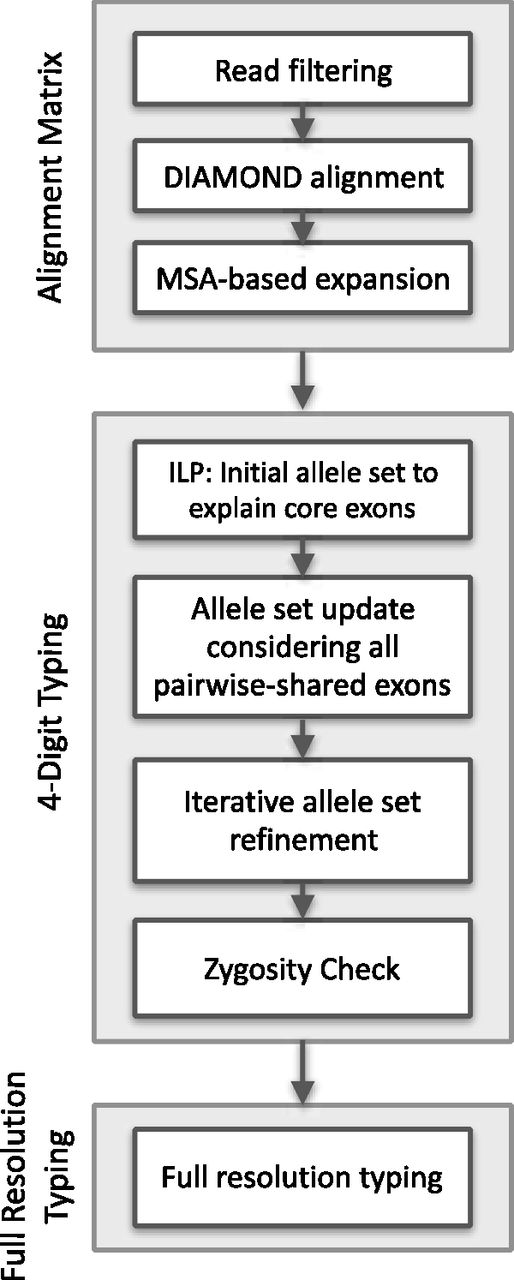 Alignment Matrix
Read filtering
DIAMOND alignment
MSA-based expansion
4-Digit Typing
ILP: Initial allele set to
explain core exons
Allele set update
considering all
pairwise-shared exons
Iterative allele set
refinement
Zygosity Check
Full Resolution
Typing
Full resolution typing